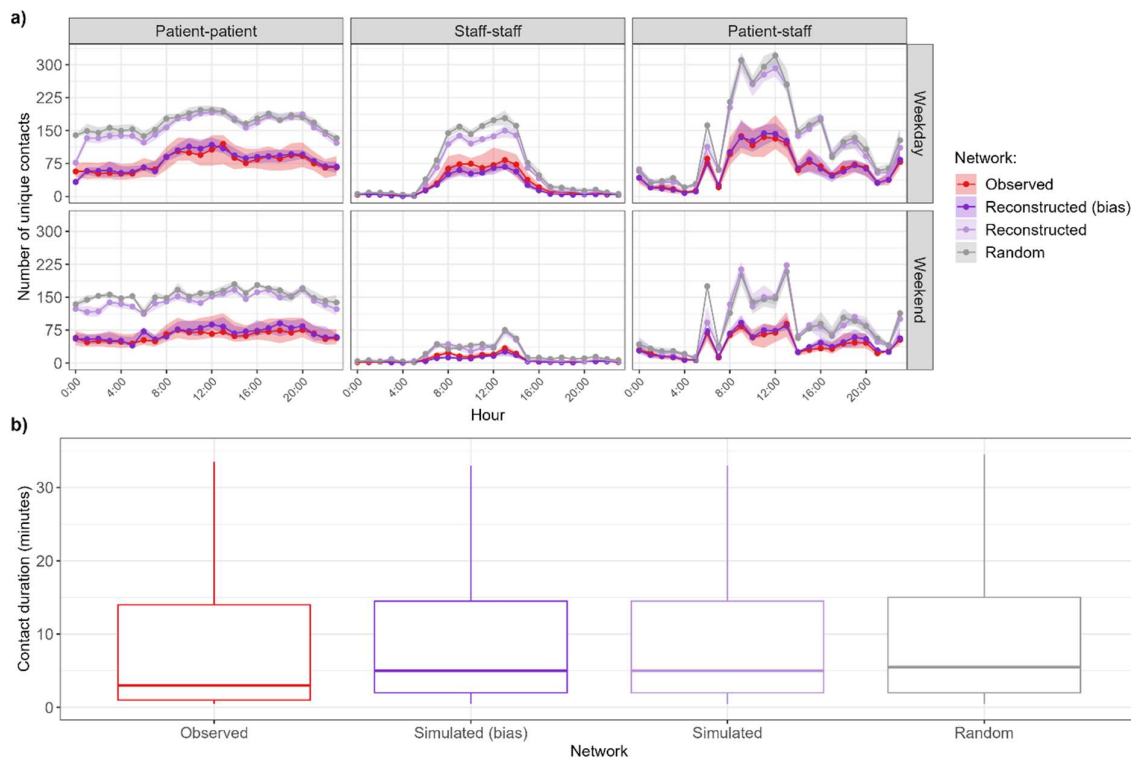 a)
Patient-patient
Staff-staff
Patient-staff
Number of unique contacts
300
225
150
75
0
Weekday
300
225
150
75
0
Weekend
0:00
4:00
8:00
12:00
16:00
20:00
0:00
4:00
8:00
12:00
16:00
20:00
0:00
4:00
8:00
12:00
16:00
20:00
Hour
Network:
Observed
Reconstructed (bias)
Reconstructed
Random
b)
Contact duration (minutes)
30
20
10
0
Observed
Simulated (bias)
Simulated
Random
Network